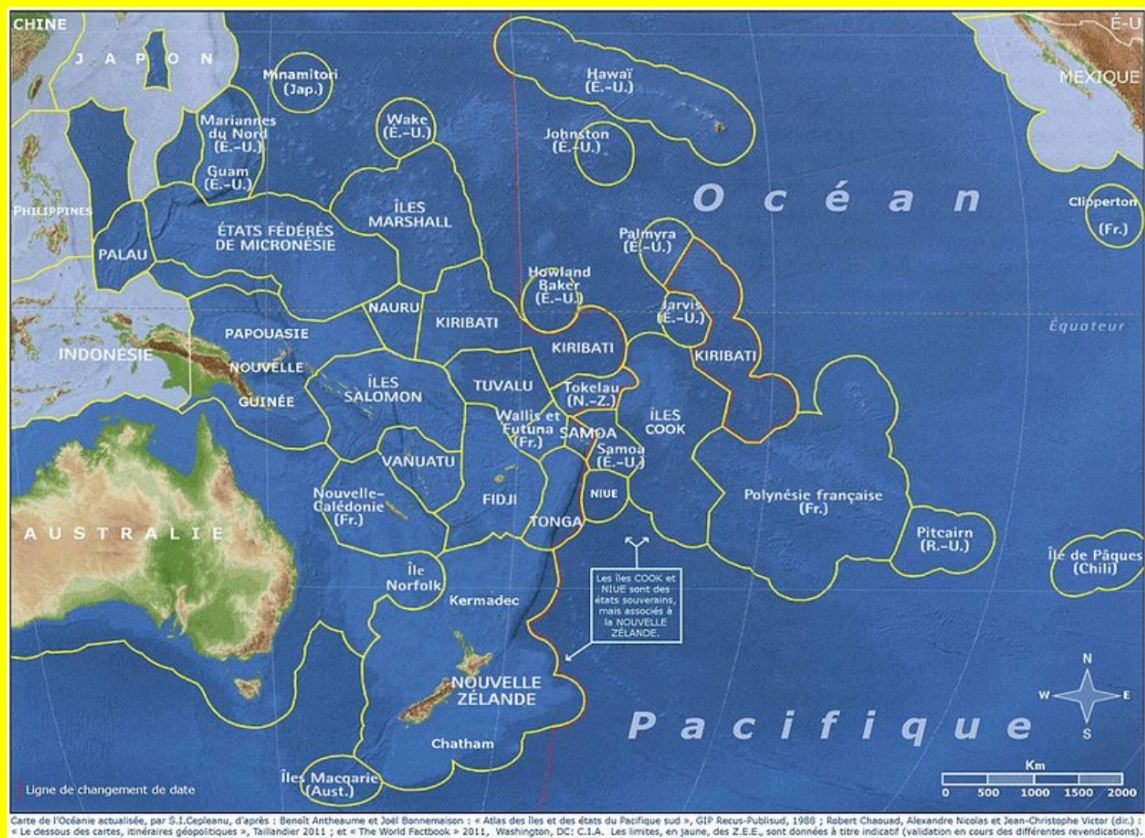 CHINE
J A P O N
Minamitori
(Jap.)
Hawaï
(É.-U.)
É-U
MEXIQUE
Mariannes
du Nord
(É.-U.)
Guam
(É.-U.)
Wake
(É.-U.)
Johnston
(É.-U.)
Océan
PHILIPPINES
PALAU
ÉTATS FÉDÉRÉS
DE MICRONÉSIE
ÎLES
MARSHALL
Palmyra
(É.-U.)
Clipperton
(Fr.)
Howland
Baker
(É.-U.)
Jarvis
(É.-U.)
Équateur
NAURU
KIRIBATI
KIRIBATI
KIRIBATI
INDONÉSIE
PAPOUASIE
NOUVELLE
GUINÉE
ÎLES
SALOMON
TUVALU
Tokelau
(N.-Z.)
Wallis et
Futuna
(Fr.)
SAMOA
Samoa
(É.-U.)
ÎLES
COOK
VANUATU
Nouvelle-
Calédonie
(Fr.)
FIDJI
TONGA
NIUE
Polynésie française
(Fr.)
Pitcairn
(R.-U.)
Île de Pâques
(Chili)
AUSTRALIE
Île
Norfolk
Kermadec
Les îles COOK et
NIUE sont des
états souverains,
mais associés à
la NOUVELLE
ZÉLANDE.
NOUVELLE
ZÉLANDE
Chatham
Pacifique
N
W E
S
Îles Macqarie
(Aust.)
Ligne de changement de date
Km
0 500 1000 1500 2000
Carte de l'Océanie actualisée, par S.I.Cepleanu, d'après : Benoît Antheaume et Joël Bonnemaison : « Atlas des îles et des états du Pacifique sud », GIP Recus-Publisud, 1988 ; Robert Chaouad, Alexandre Nicolas et Jean-Christophe Victor (dir.) :
« Le dessous des cartes, itinéraires géopolitiques », Taillandier 2011 ; et « The World Factbook » 2011, Washington, DC: C.I.A. Les limites, en jaune, des Z.E.E., sont données à titre indicatif (validation en cours des différentes revendications)